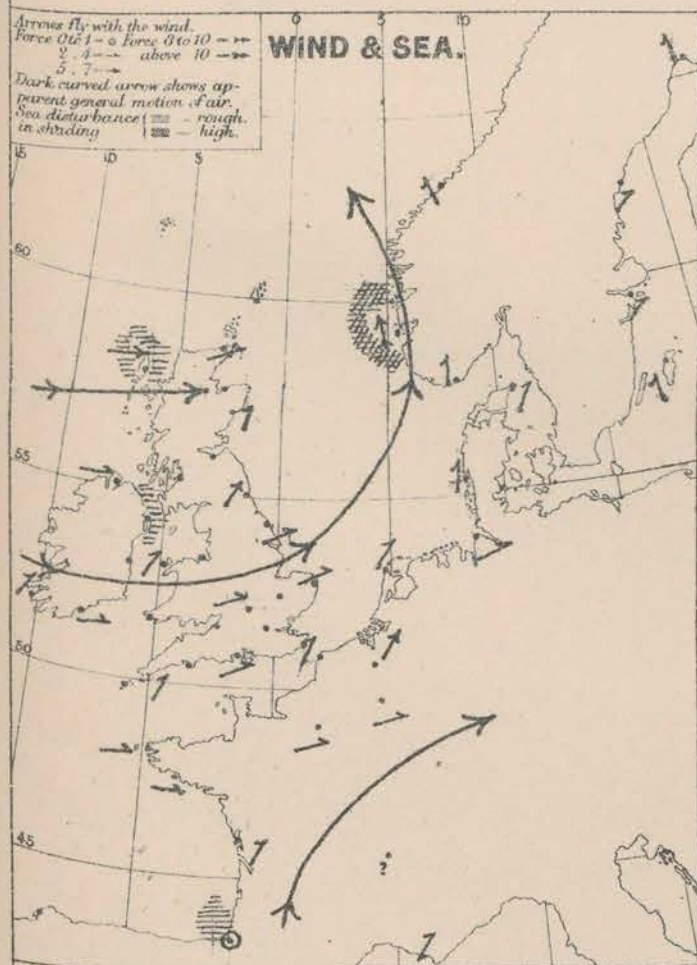 0 5 10
Arrows fly with the wind.
Force 0 to 1 Force 8 to 10
2 . 4 above 10
5 . 7
WIND & SEA.
Dark curved arrow shows ap-
parent general motion of air.
Sea disturbance - rough.
in shading - high.
15 10 5
60
55
50
45
?